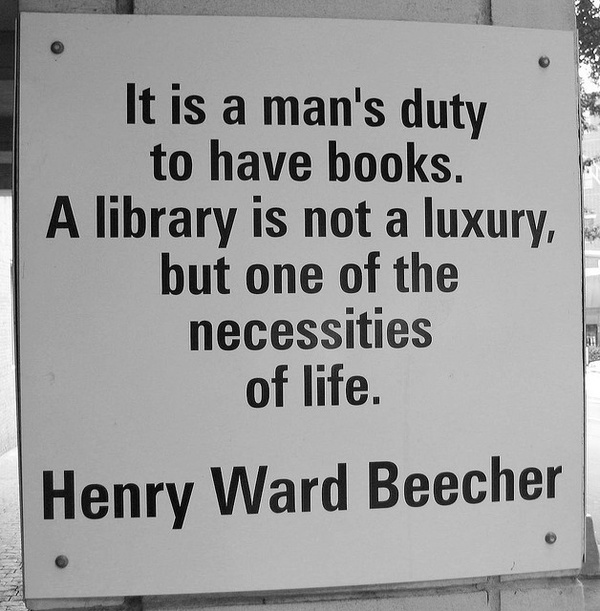 It is a man's duty
to have books.
A library is not a luxury,
but one of the
necessities
of life.
Henry Ward Beecher